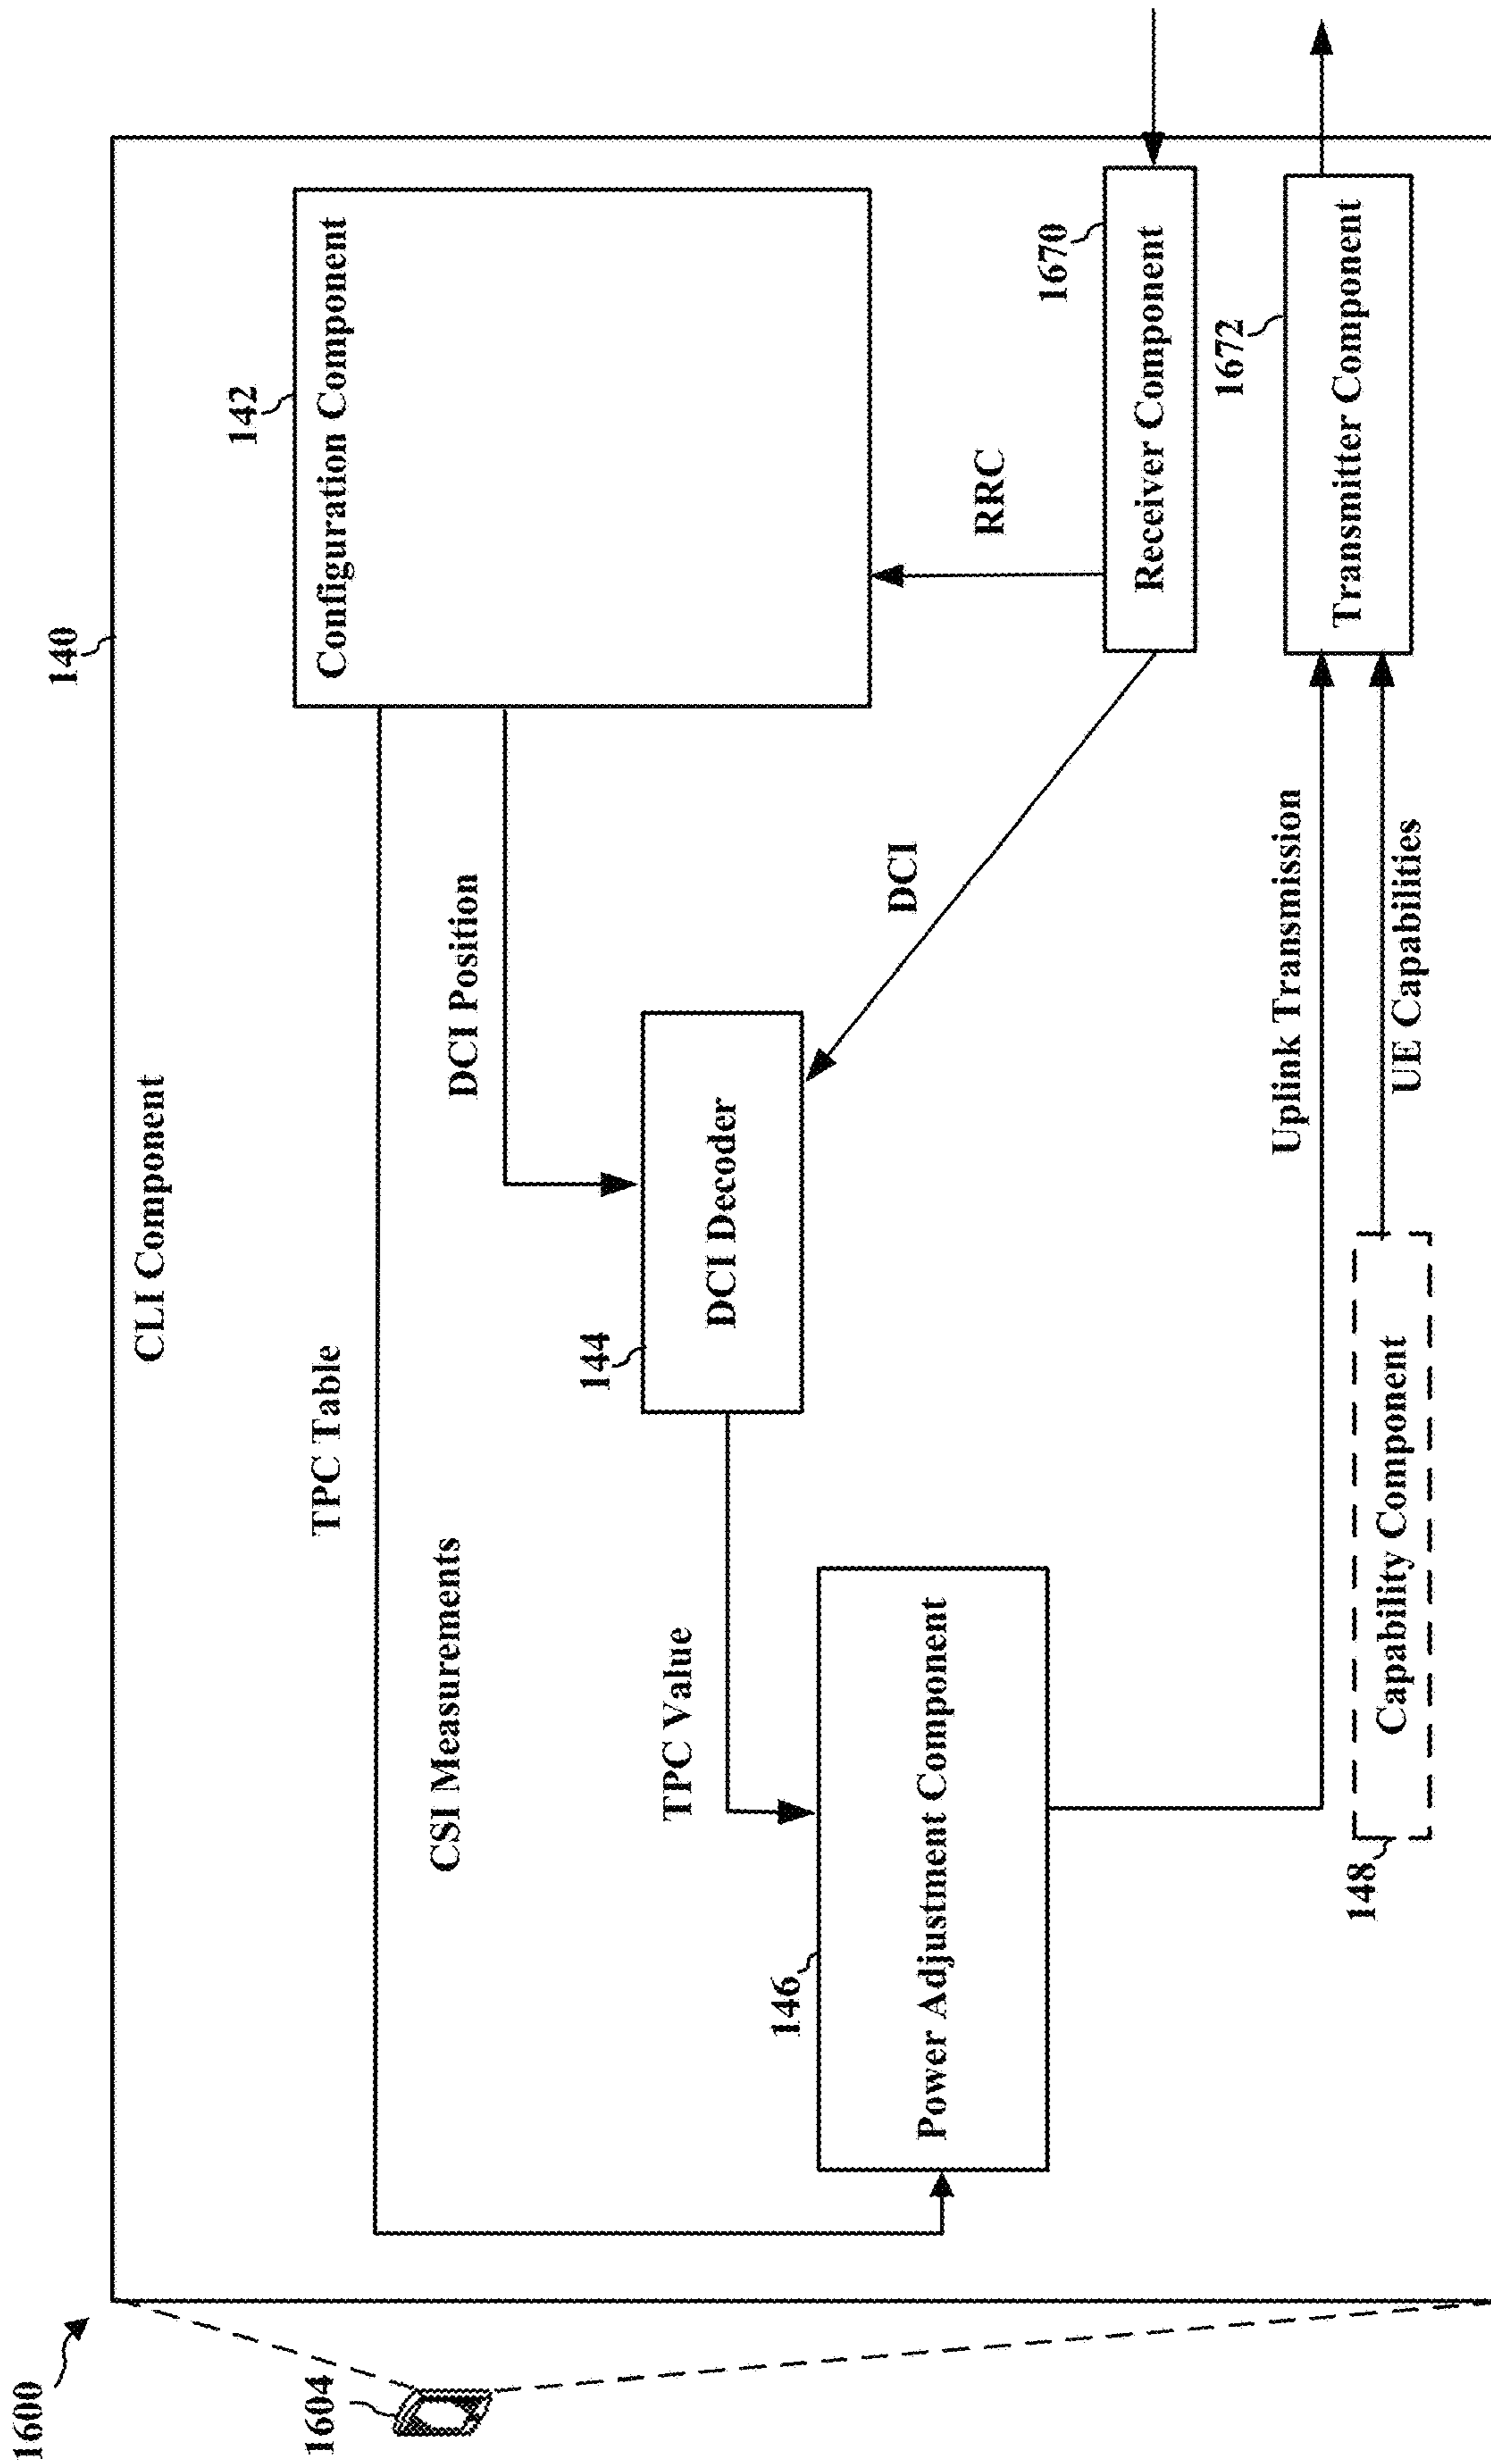 1600
1604
140
CLI Component
142
Configuration Component
TPC Table
CSI Measurements
DCI Position
144
DCI Decoder
TPC Value
146
Power Adjustment Component
RRC
DCI
1670
Receiver Component
1672
Transmitter Component
Uplink Transmission
UE Capabilities
148
Capability Component